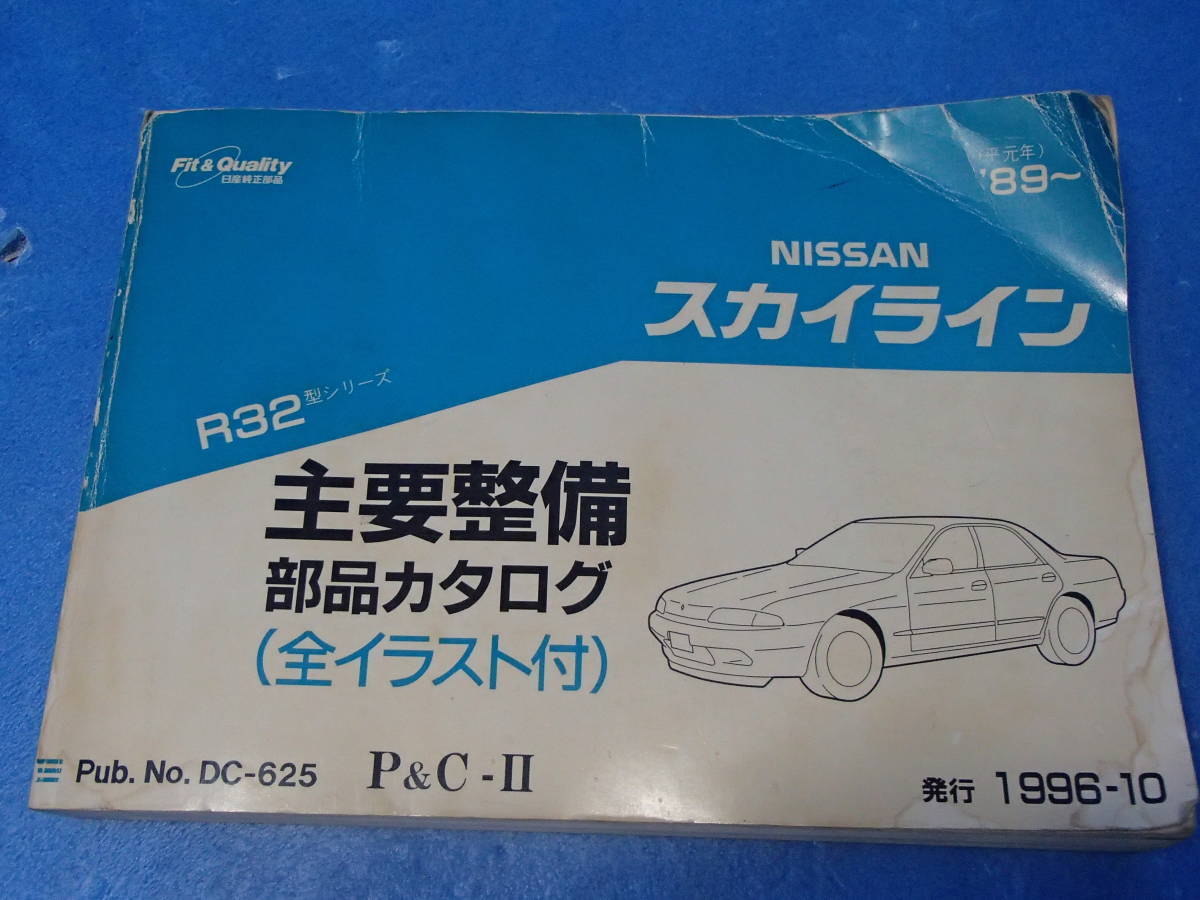 Fit & Quality
日産純正部品
(平元年)
'89~
NISSAN
スカイライン
R32型シリーズ
主要整備
部品カタログ
(全イラスト付)
Pub. No. DC-625
P&C-II
発行 1996-10